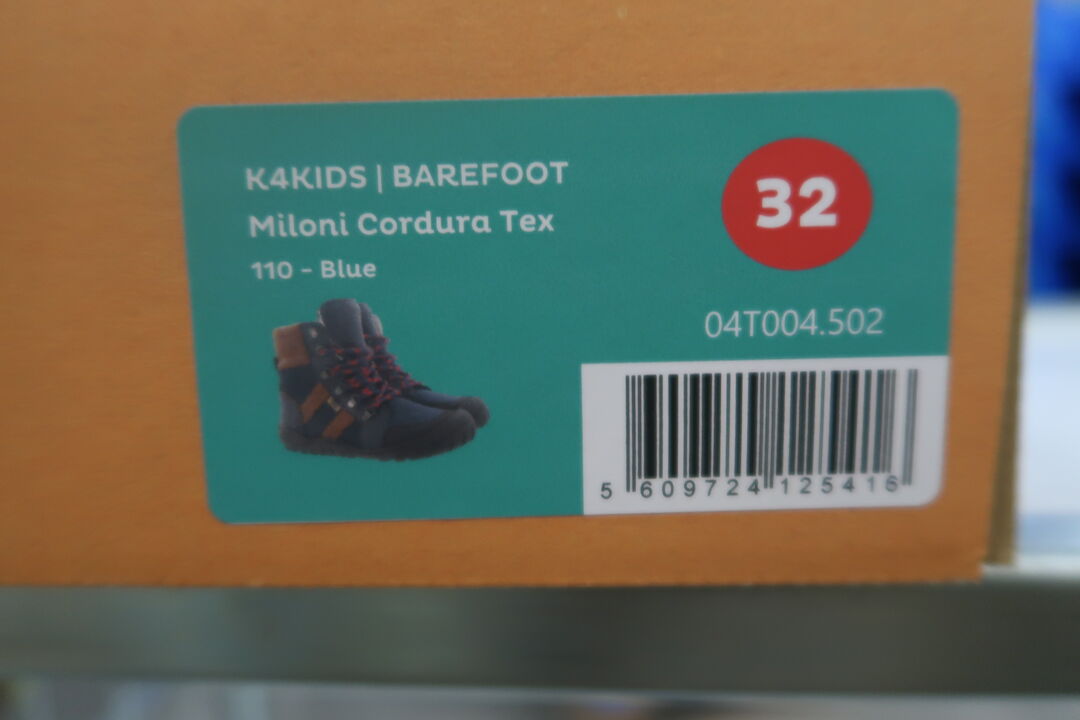 K4KIDS | BAREFOOT
Miloni Cordura Tex
110 - Blue
32
04T004.502
5 609724 125416